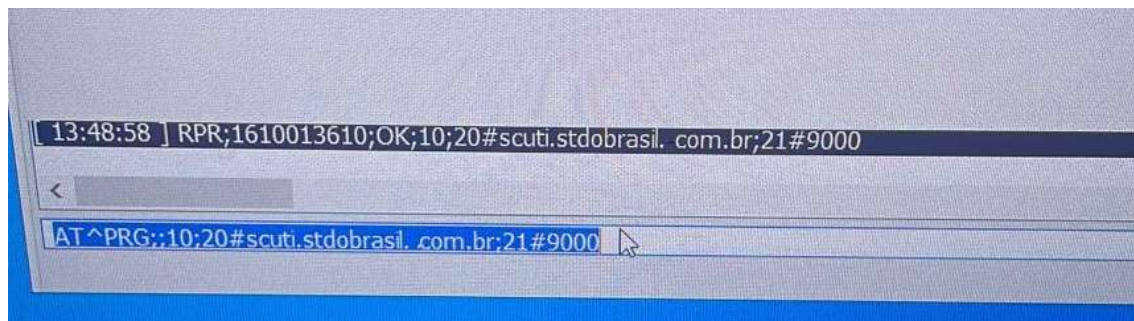 [ 13:48:58 ] RPR;1610013610;OK;10;20#scuti.stdobrasil. com.br;21#9000
<
AT^PRG;;10;20#scuti.stdobrasil. com.br;21#9000